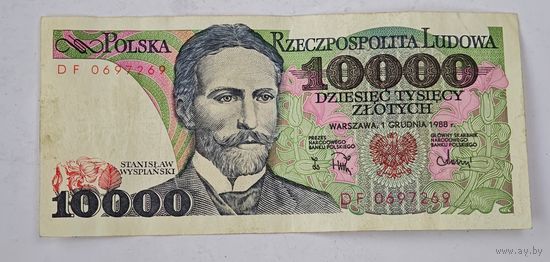 POLSKA
RZECZPOSPOLITA LUDOWA
DF 0697269
10000
DZIESIĘĆ TYSIĘCY
ZŁOTYCH
WARSZAWA, 1 GRUDNIA 1988 r.
PREZES
NARODOWEGO
BANKU POLSKIEGO
GŁÓWNY SKARBNIK
NARODOWEGO
BANKU POLSKIEGO
STANISŁAW
WYSPIAŃSKI
10000
DF 0697269
www.ay.by